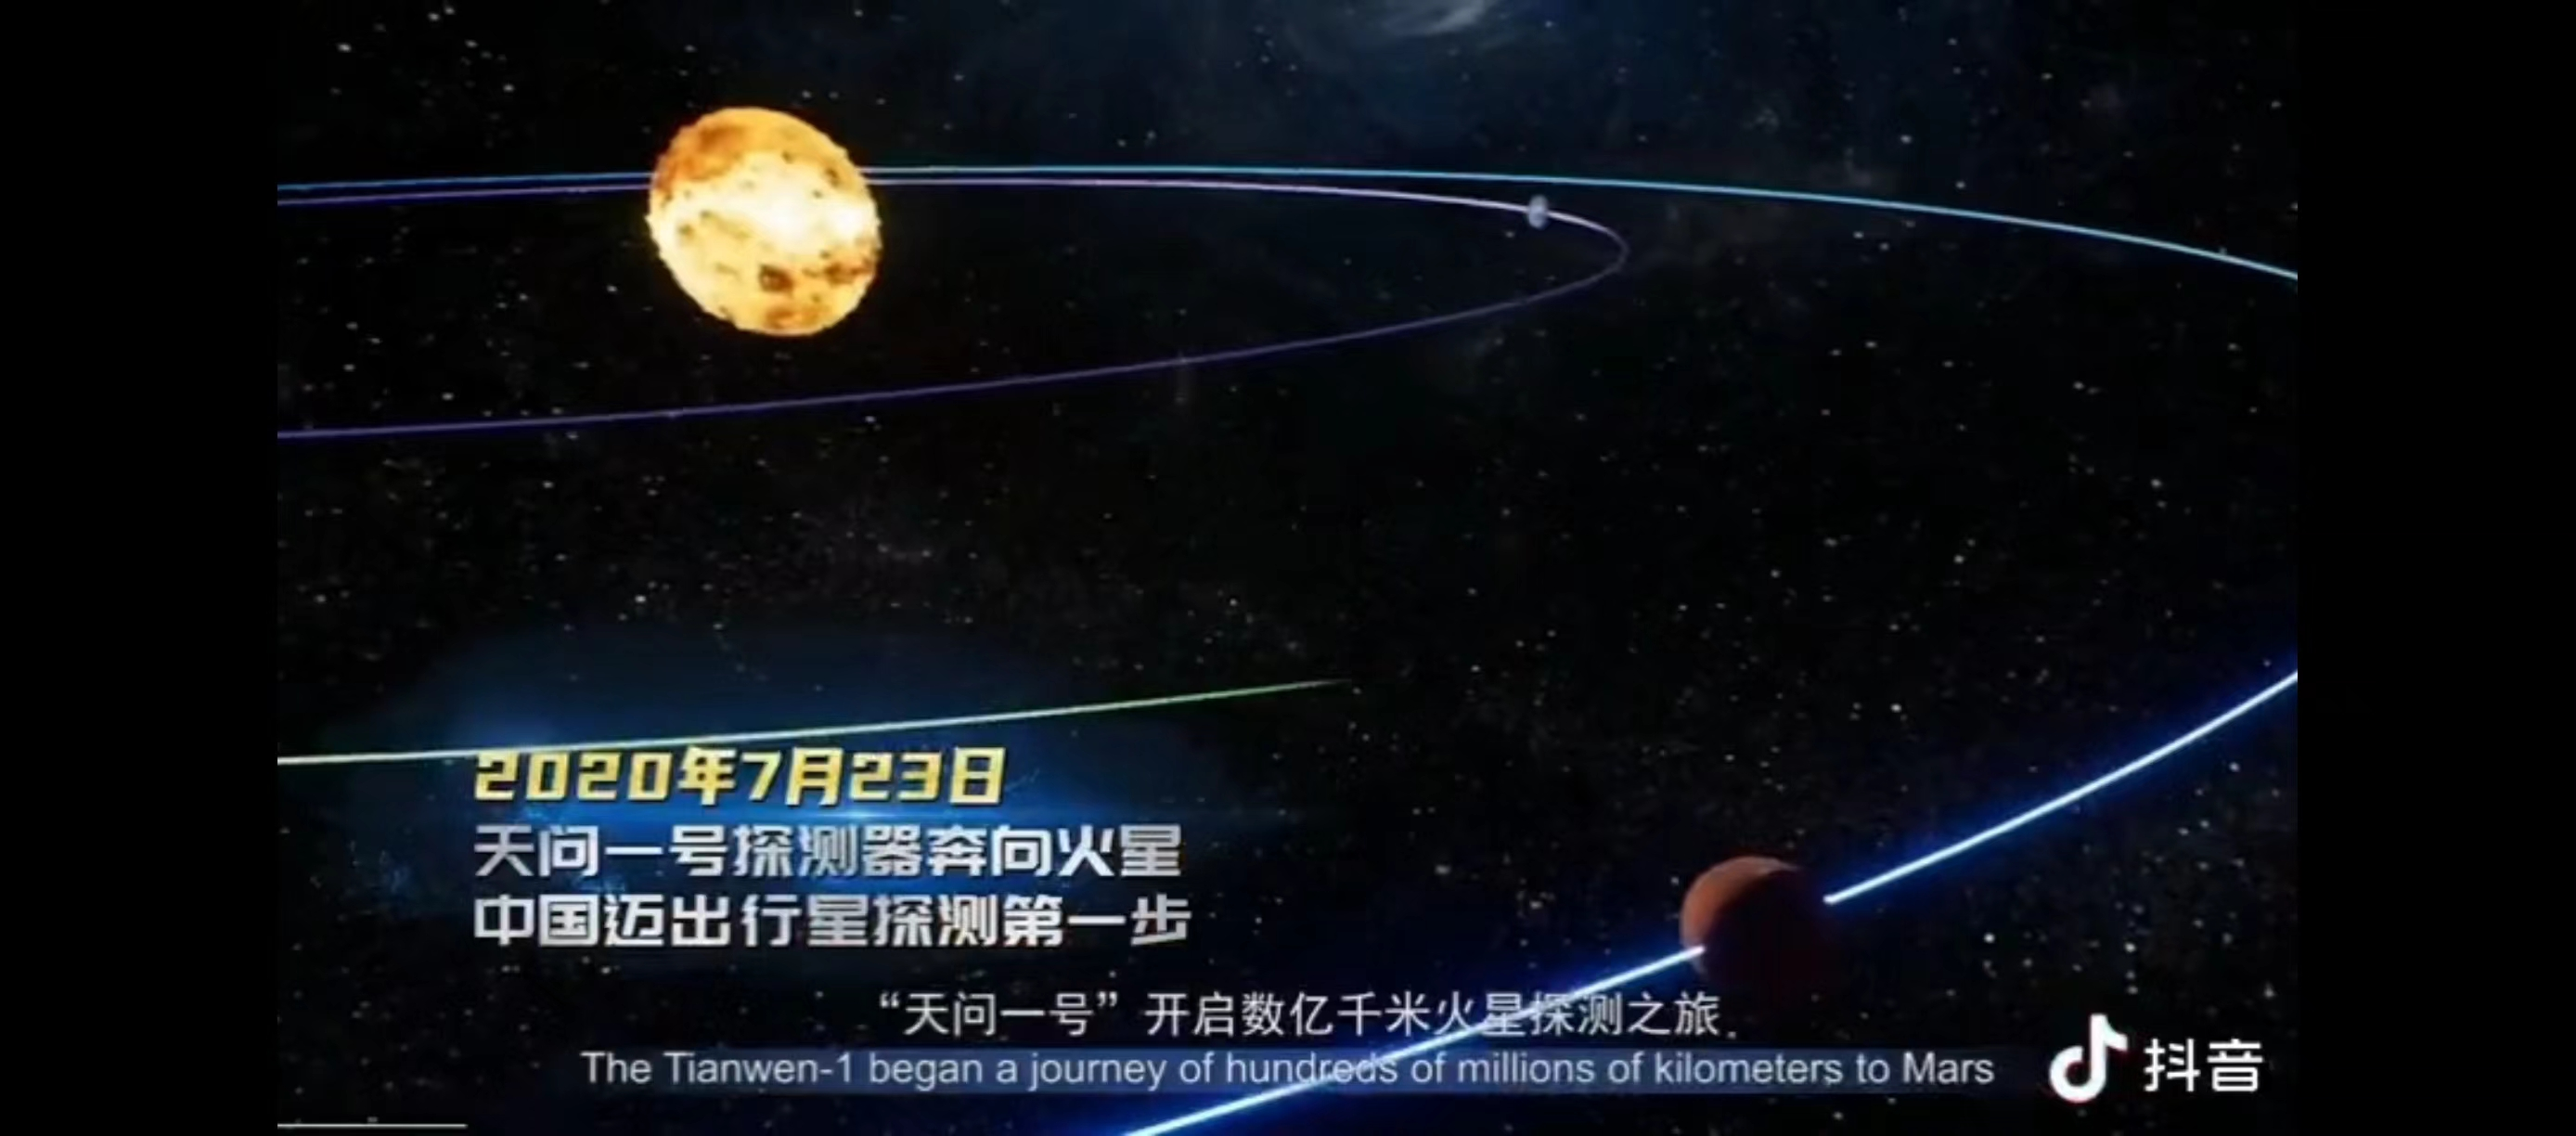 2020年7月23日
天问一号探测器奔向火星
中国迈出行星探测第一步
“天问一号”开启数亿千米火星探测之旅
The Tianwen-1 began a journey of hundreds of millions of kilometers to Mars
抖音